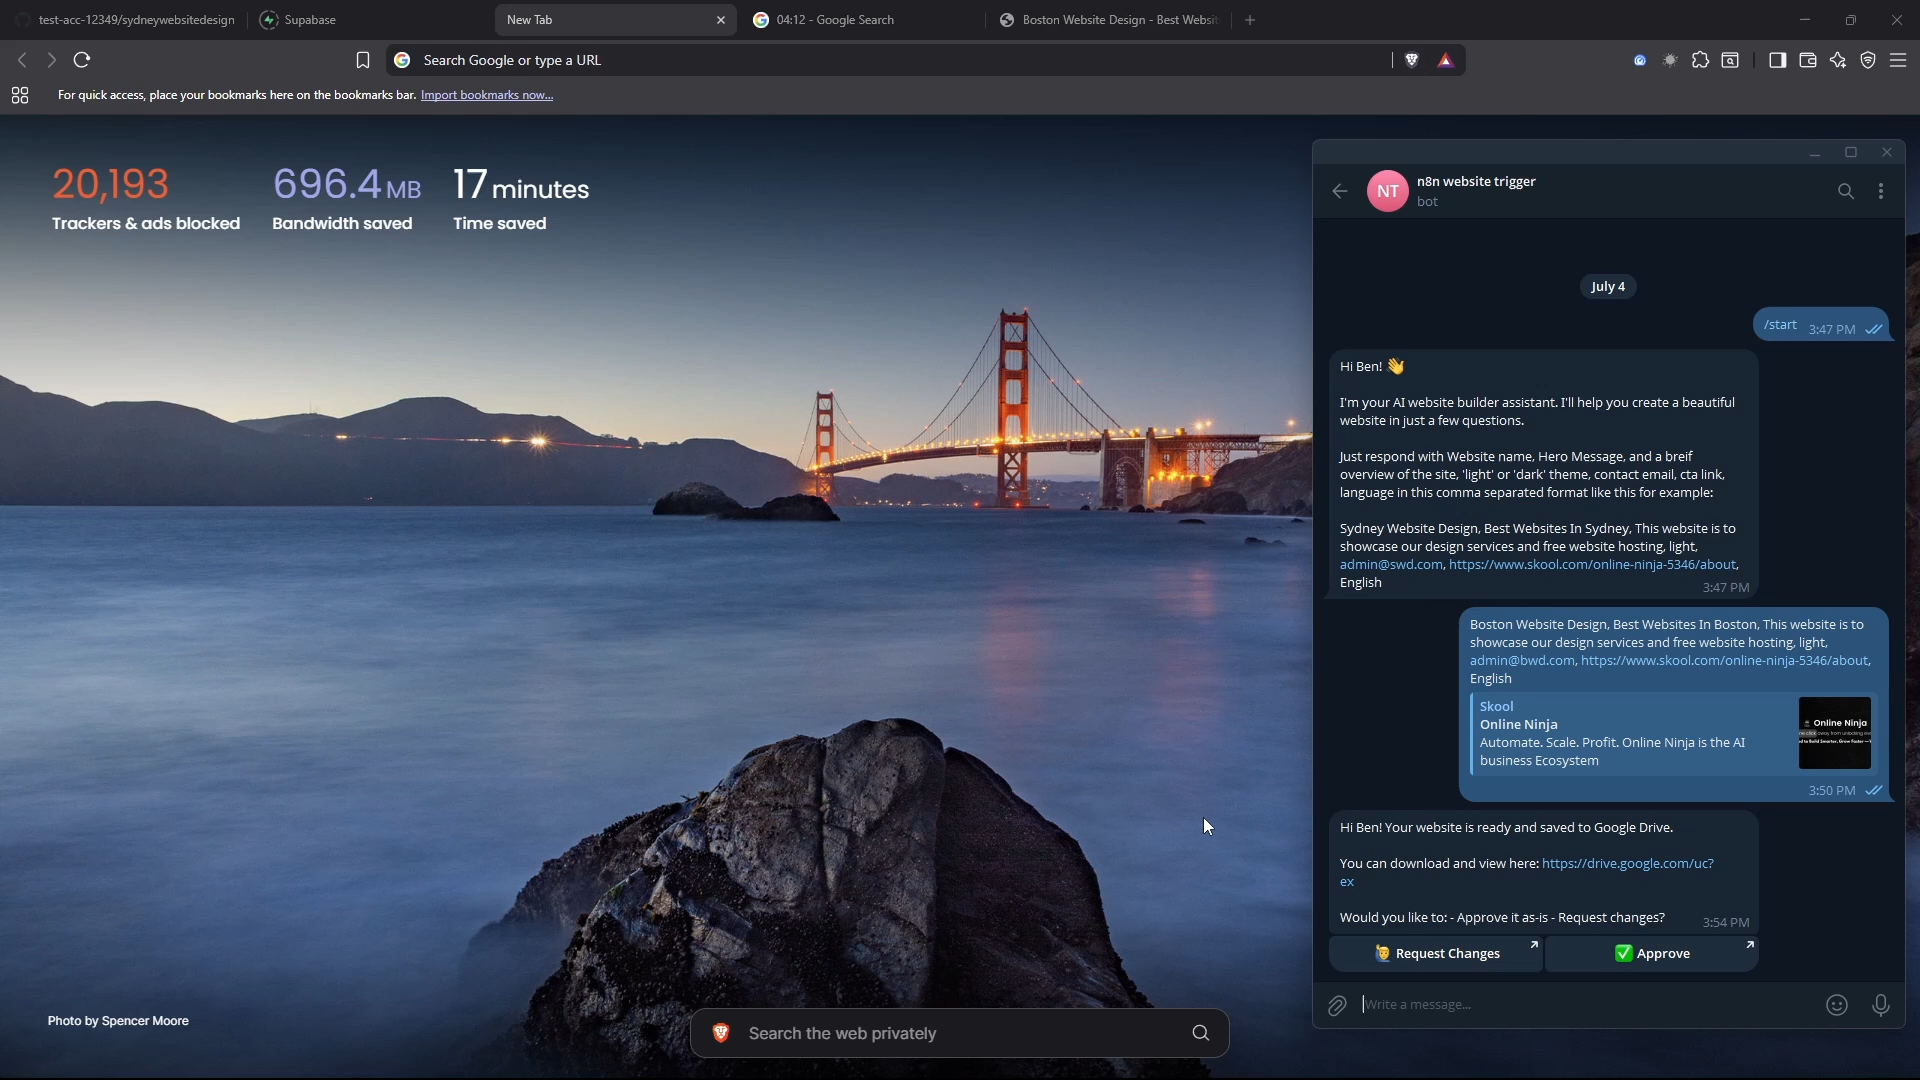 test-acc-12349/sydneywebsitedesign
Supabase
New Tab
04:12 - Google Search
Boston Website Design - Best Websit
Search Google or type a URL
For quick access, place your bookmarks here on the bookmarks bar. Import bookmarks now...
20,193
Trackers & ads blocked
696.4 MB
Bandwidth saved
17 minutes
Time saved
NT
n8n website trigger
bot
July 4
/start 3:47 PM
Hi Ben! 👋
I'm your AI website builder assistant. I'll help you create a beautiful
website in just a few questions.
Just respond with Website name, Hero Message, and a breif
overview of the site, 'light' or 'dark' theme, contact email, cta link,
language in this comma separated format like this for example:
Sydney Website Design, Best Websites In Sydney, This website is to
showcase our design services and free website hosting, light,
admin@swd.com, https://www.skool.com/online-ninja-5346/about,
English
3:47 PM
Boston Website Design, Best Websites In Boston, This website is to
showcase our design services and free website hosting, light,
admin@bwd.com, https://www.skool.com/online-ninja-5346/about,
English
Skool
Online Ninja
Automate. Scale. Profit. Online Ninja is the AI
business Ecosystem
Online Ninja
3:50 PM
Hi Ben! Your website is ready and saved to Google Drive.
You can download and view here: https://drive.google.com/uc?
ex
Would you like to: - Approve it as-is - Request changes?
3:54 PM
🙋‍♂️ Request Changes
✅ Approve
Write a message...
Photo by Spencer Moore
Search the web privately